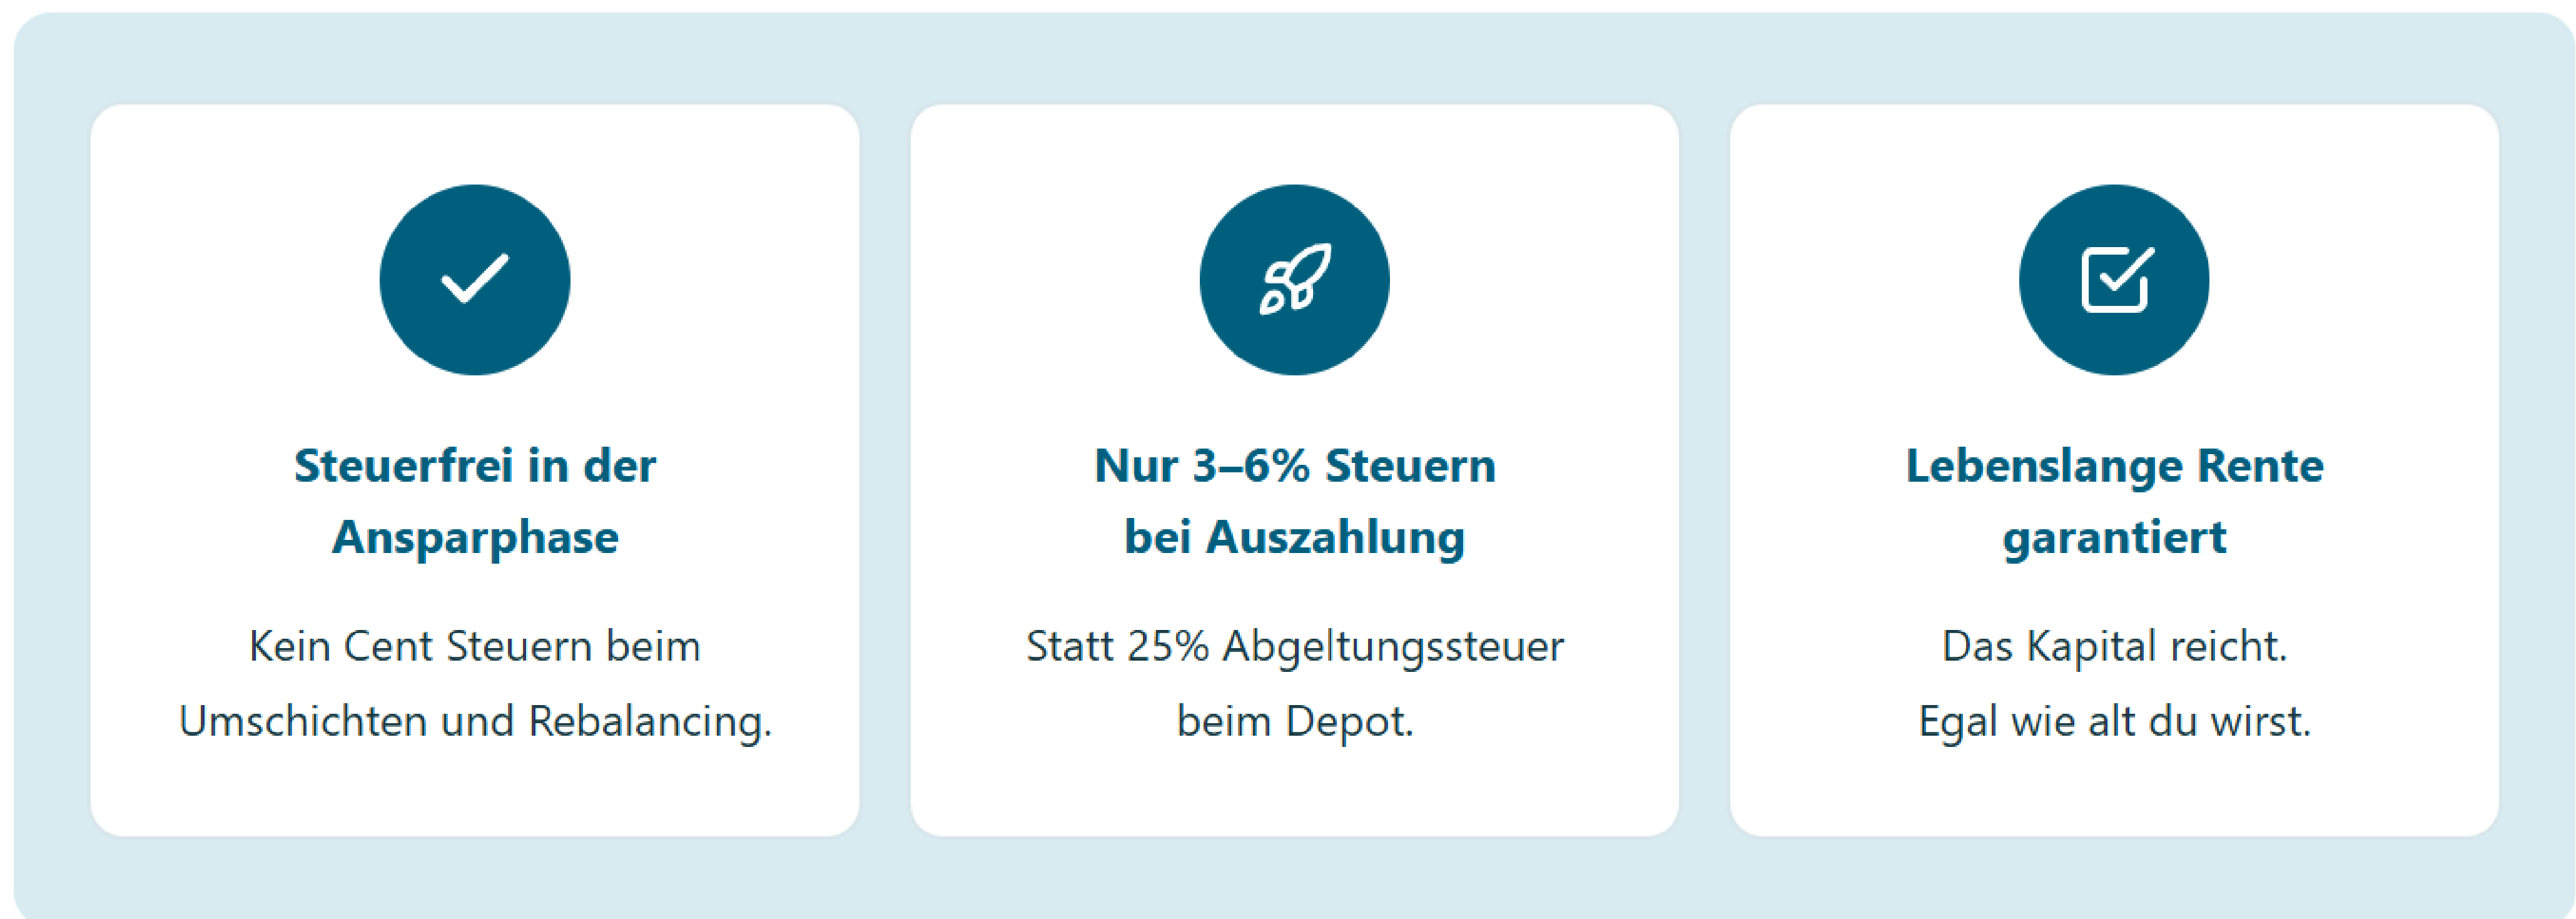 Steuerfrei in der
Ansparphase
Kein Cent Steuern beim
Umschichten und Rebalancing.
Nur 3–6% Steuern
bei Auszahlung
Statt 25% Abgeltungssteuer
beim Depot.
Lebenslange Rente
garantiert
Das Kapital reicht.
Egal wie alt du wirst.